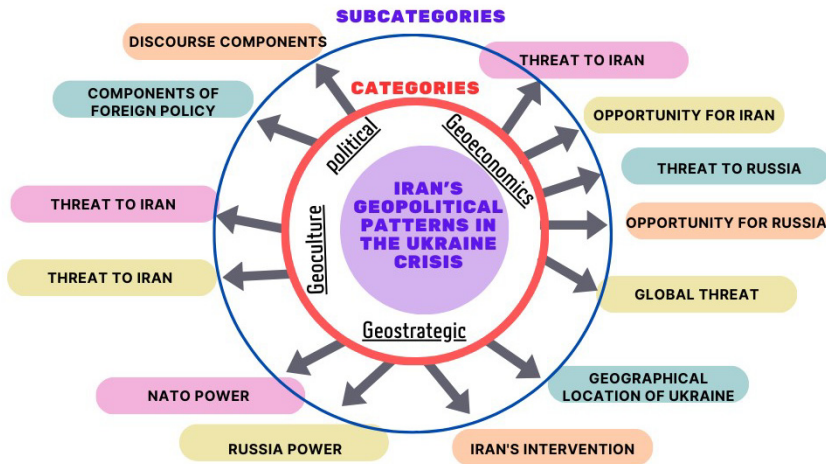 SUBCATEGORIES
DISCOURSE COMPONENTS
THREAT TO IRAN
CATEGORIES
COMPONENTS OF
FOREIGN POLICY
OPPORTUNITY FOR IRAN
political
Geoeconomics
THREAT TO RUSSIA
THREAT TO IRAN
IRAN'S
GEOPOLITICAL
PATTERNS IN
THE UKRAINE
CRISIS
OPPORTUNITY FOR RUSSIA
Geoculture
THREAT TO IRAN
GLOBAL THREAT
Geostrategic
NATO POWER
GEOGRAPHICAL
LOCATION OF UKRAINE
RUSSIA POWER
IRAN'S INTERVENTION